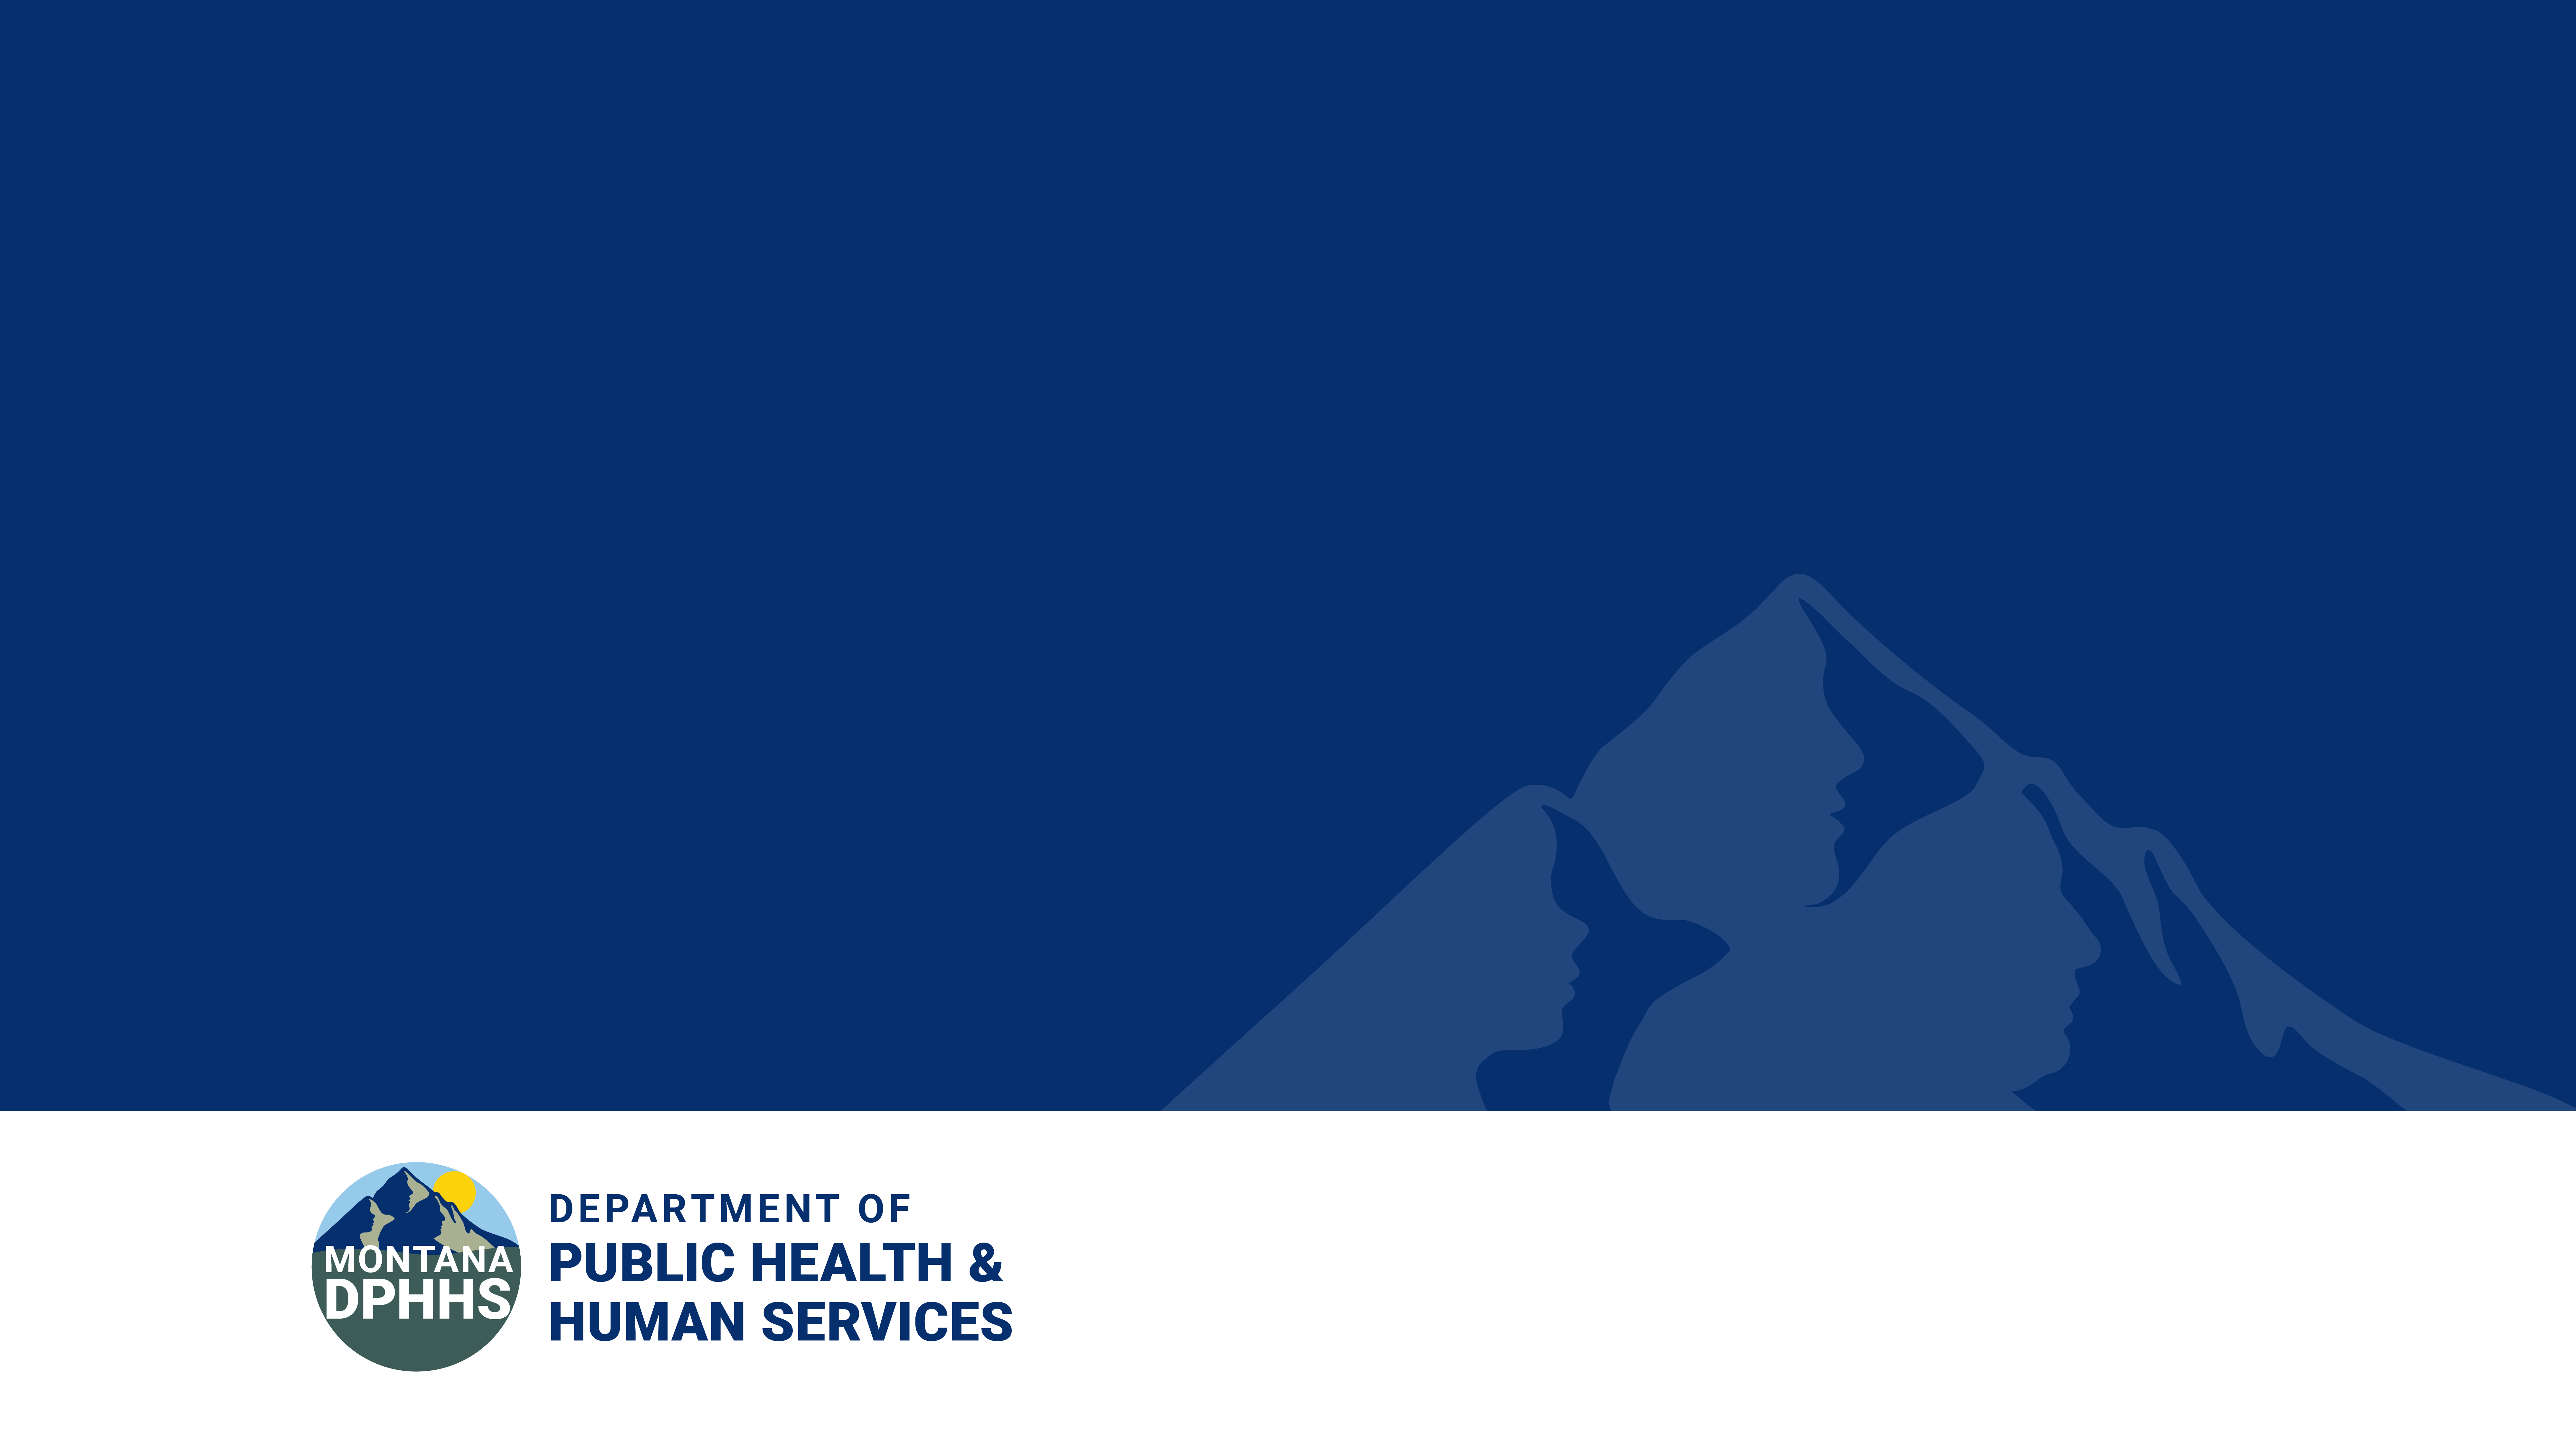 MONTANA
DPHHS
DEPARTMENT OF
PUBLIC HEALTH &
HUMAN SERVICES